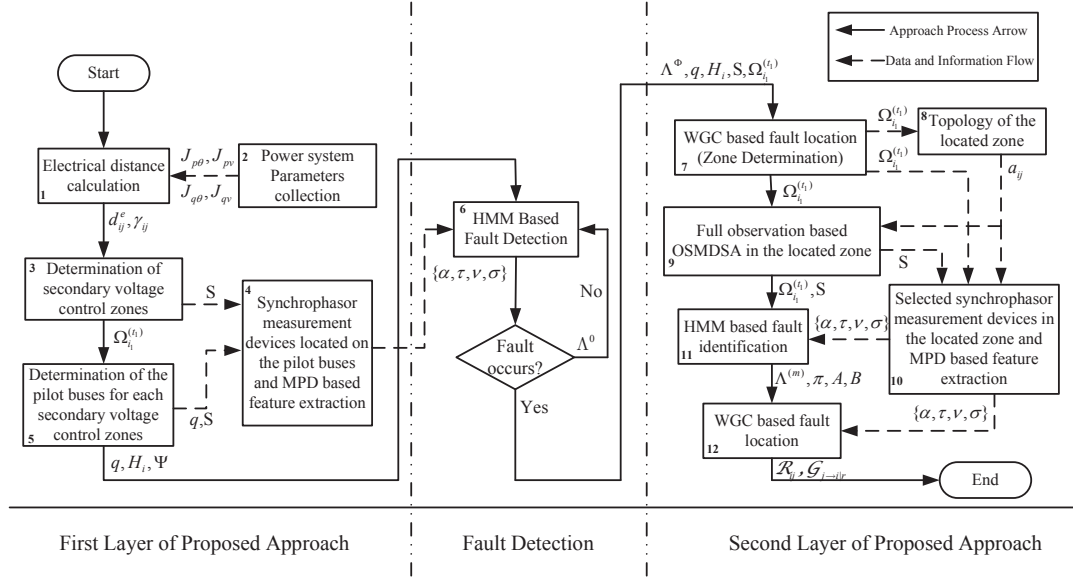 Start
1
Electrical distance
calculation
J_{pθ}, J_{pv}
J_{qθ}, J_{qv}
2
Power system
Parameters
collection
d_{ij}^{e}, γ_{ij}
3
Determination of
secondary voltage
control zones
S
Ω_{i_1}^{(t_1)}
4
Synchrophasor
measurement
devices located on
the pilot buses
and MPD based
feature extraction
5
Determination of the
pilot buses for each
secondary voltage
control zones
q,S
q, H_i, Ψ
6
HMM Based
Fault Detection
{α, τ, ν, σ}
No
Fault
occurs?
Λ^0
Yes
Λ^Φ, q, H_i, S, Ω_{i_1}^{(t_1)}
Approach Process Arrow
Data and Information Flow
7
WGC based fault location
(Zone Determination)
Ω_{i_1}^{(t_1)}
Ω_{i_1}^{(t_1)}
8
Topology of the
located zone
a_{ij}
Ω_{i_1}^{(t_1)}
9
Full observation based
OSMDSA in the located zone
S
Ω_{i_1}^{(t_1)}, S
10
Selected synchrophasor
measurement devices in
the located zone and
MPD based feature
extraction
{α, τ, ν, σ}
11
HMM based fault
identification
Λ^{(m)}, π, A, B
{α, τ, ν, σ}
12
WGC based fault
location
R_{ij}, G_{j→i|r}
End
First Layer of Proposed Approach
Fault Detection
Second Layer of Proposed Approach